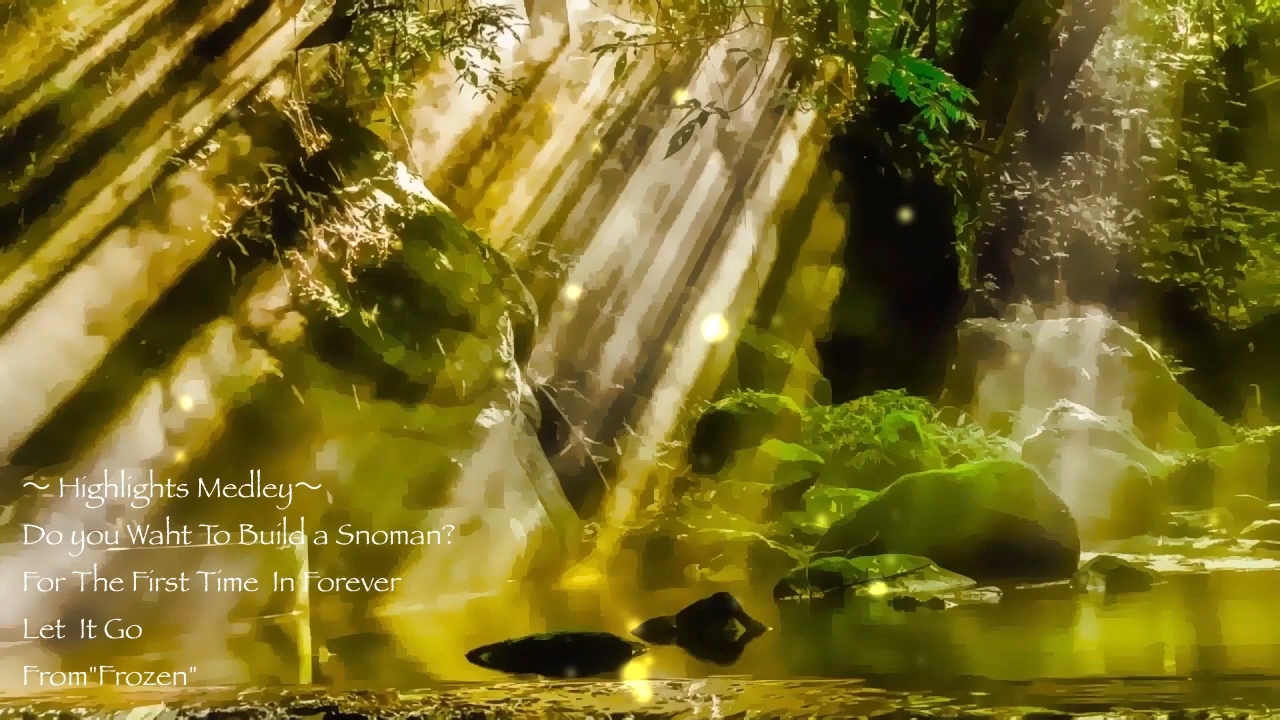 〜 Highlights Medley〜
Do you Waht To Build a Snoman?
For The First Time In Forever
Let It Go
From"Frozen"